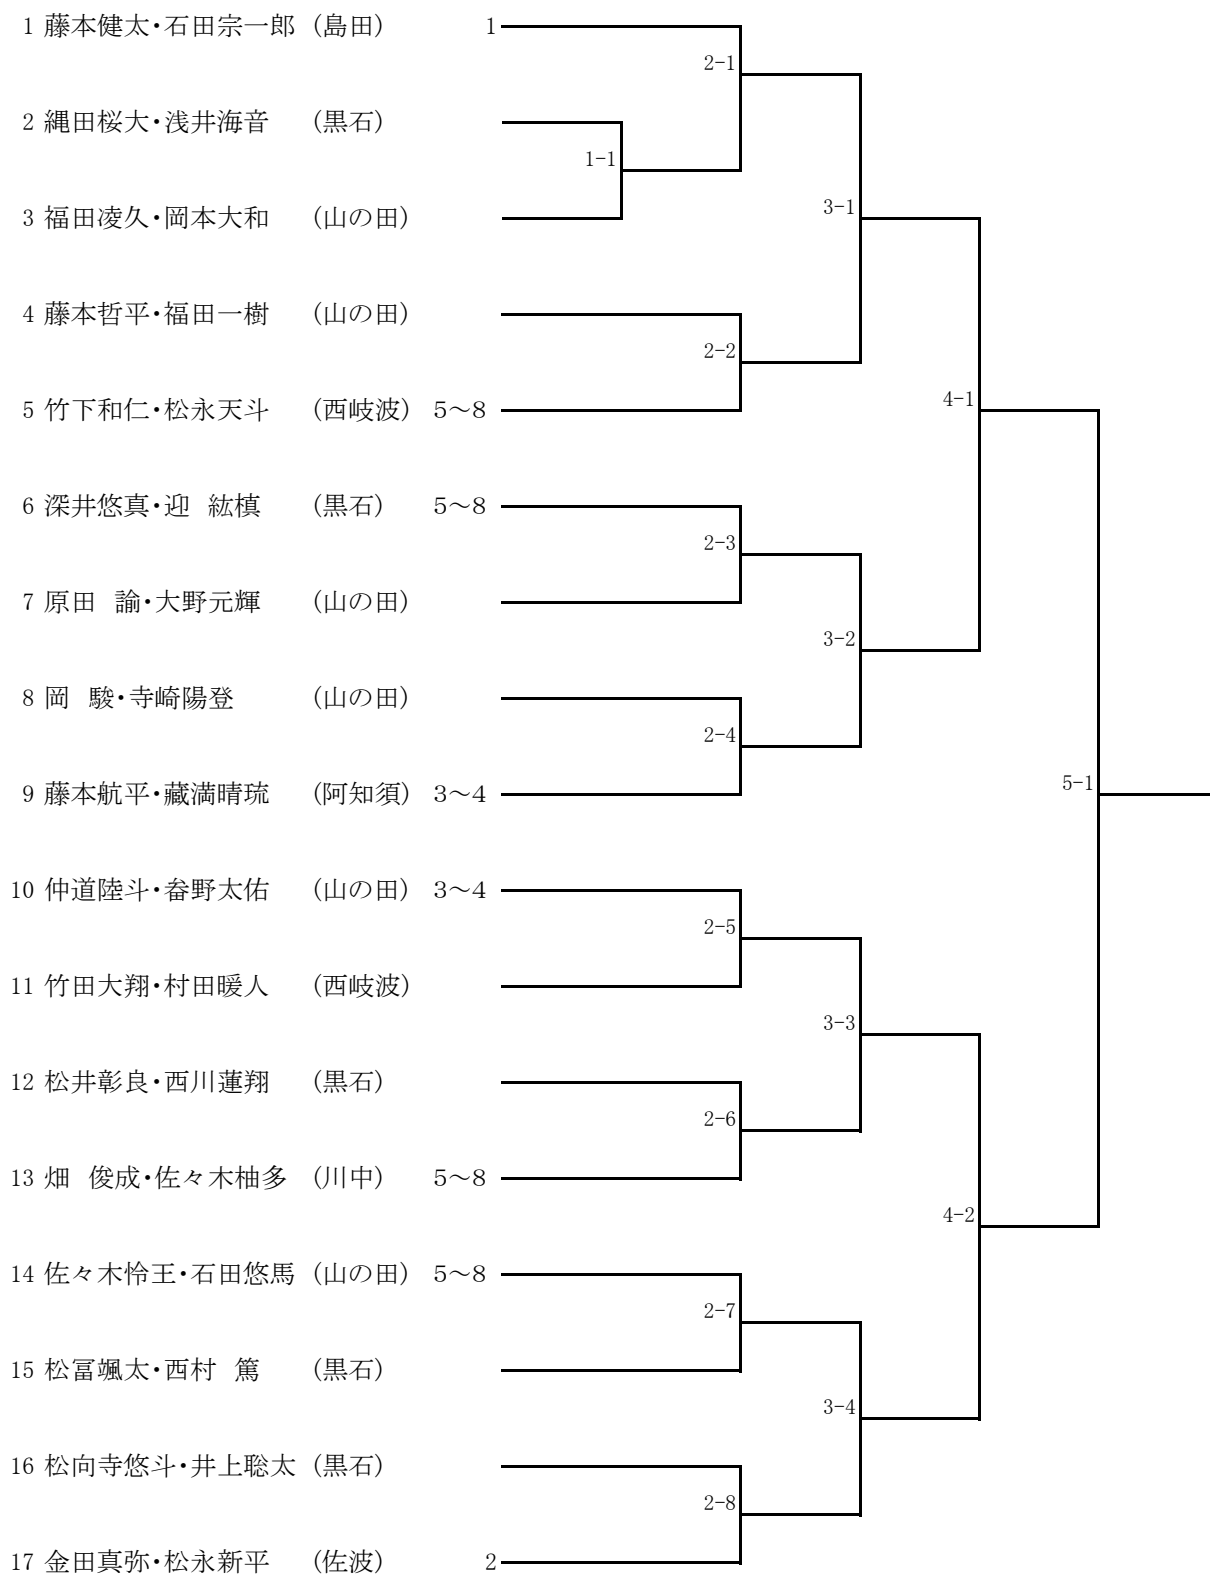 1 藤本健太・石田宗一郎 (島田) 1
2-1
2 縄田桜大・浅井海音 (黒石)
1-1
3 福田凌久・岡本大和 (山の田)
3-1
4 藤本哲平・福田一樹 (山の田)
2-2
5 竹下和仁・松永天斗 (西岐波) 5～8
4-1
6 深井悠真・迎 紘槙 (黒石) 5～8
2-3
7 原田 諭・大野元輝 (山の田)
3-2
8 岡 駿・寺崎陽登 (山の田)
2-4
9 藤本航平・藏満晴琉 (阿知須) 3～4
5-1
10 仲道陸斗・畚野太佑 (山の田) 3～4
2-5
11 竹田大翔・村田暖人 (西岐波)
3-3
12 松井彰良・西川蓮翔 (黒石)
2-6
13 畑 俊成・佐々木柚多 (川中) 5～8
4-2
14 佐々木怜王・石田悠馬 (山の田) 5～8
2-7
15 松冨颯太・西村 篤 (黒石)
3-4
16 松向寺悠斗・井上聡太 (黒石)
2-8
17 金田真弥・松永新平 (佐波) 2